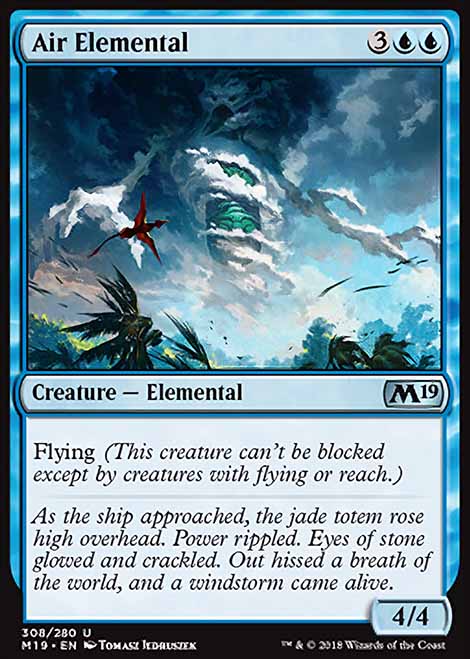 Air Elemental 3
Creature — Elemental M19
Flying (This creature can't be blocked
except by creatures with flying or reach.)
As the ship approached, the jade totem rose
high overhead. Power rippled. Eyes of stone
glowed and crackled. Out hissed a breath of
the world, and a windstorm came alive.
4/4
308/280 U
M19 • EN Tomasz Jedruszek
™ & © 2018 Wizards of the Coast